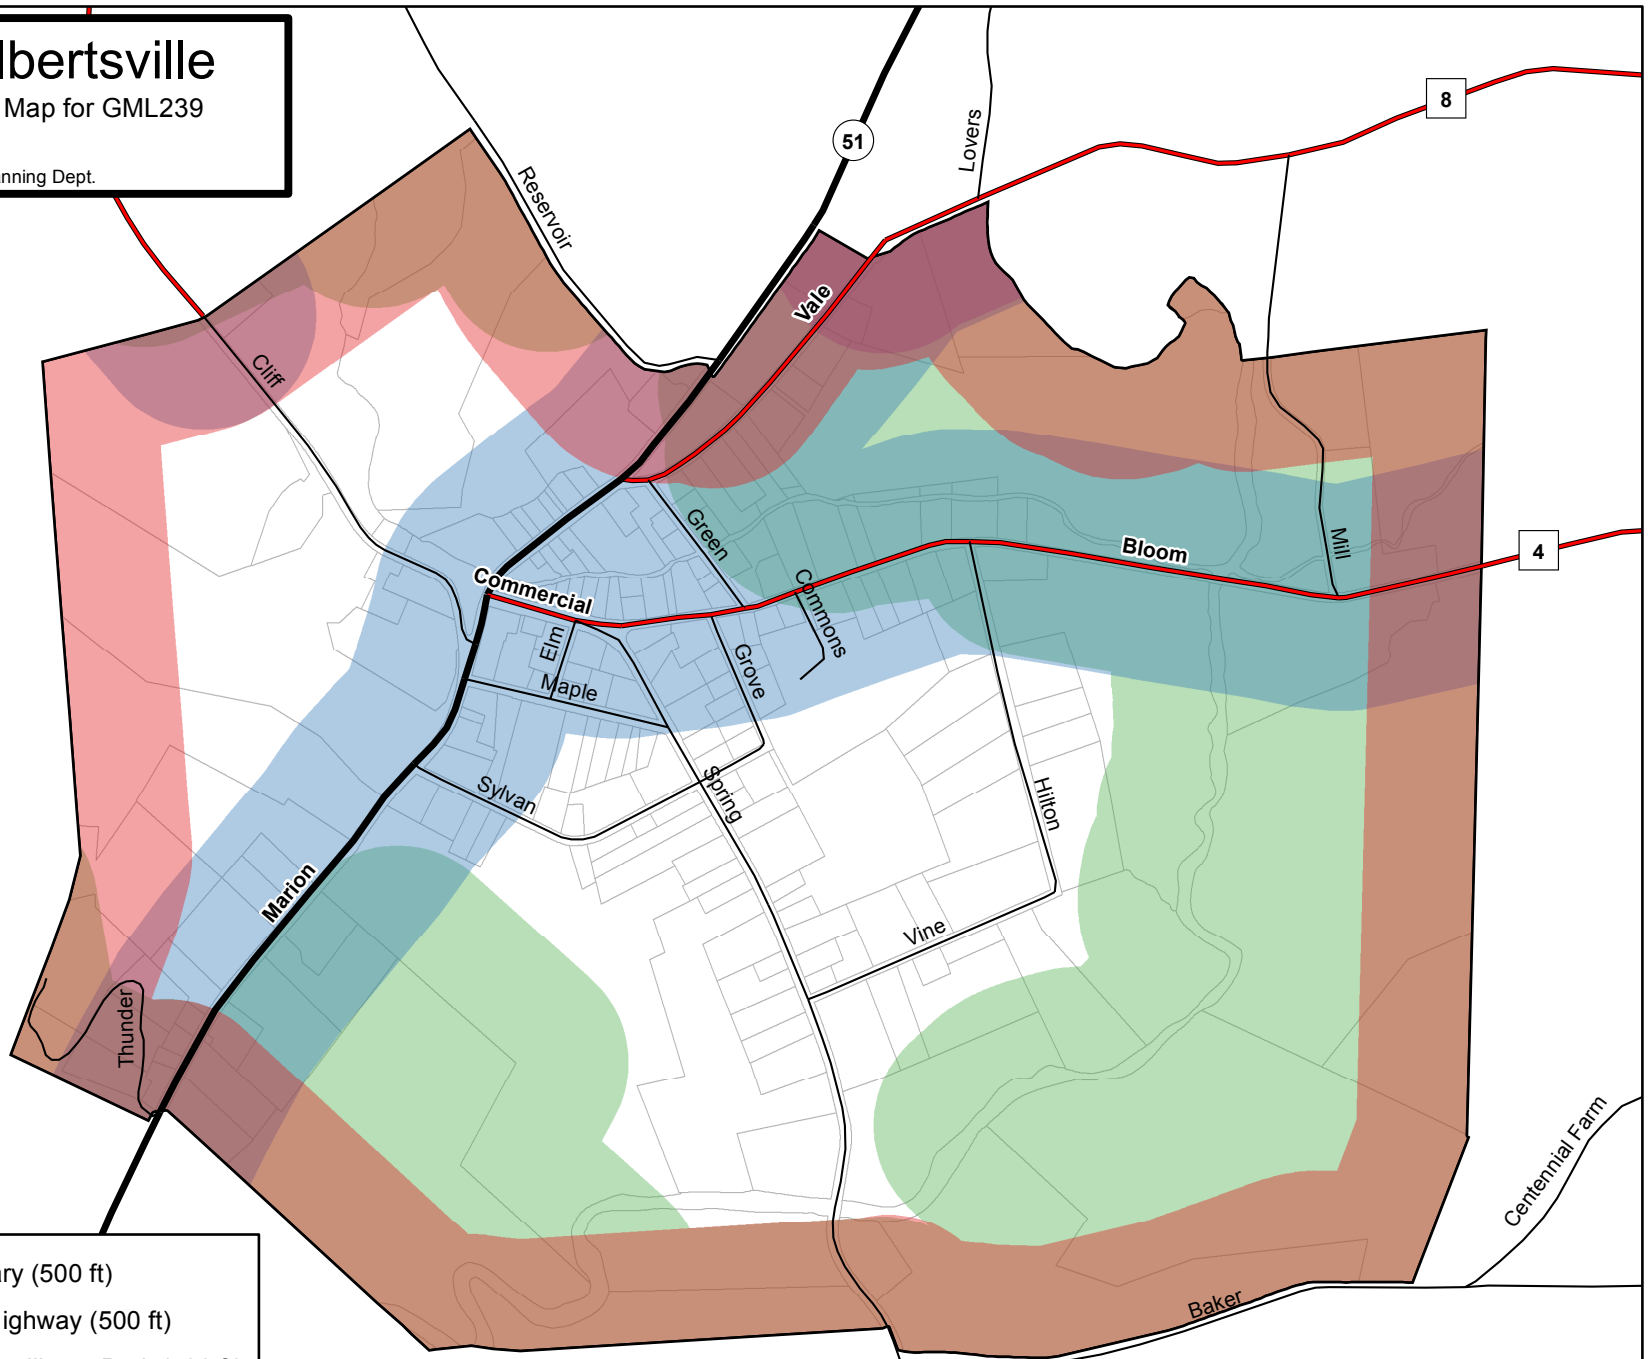 lbertsville
Map for GML239
nning Dept.
Reservoir
51
Lovers
8
Vale
Cliff
Green
Commercial
Commons
Bloom
Mill
4
Elm
Maple
Grove
Sylvan
Spring
Hilton
Marion
Vine
Thunder
Centennial Farm
Baker
ary (500 ft)
ighway (500 ft)